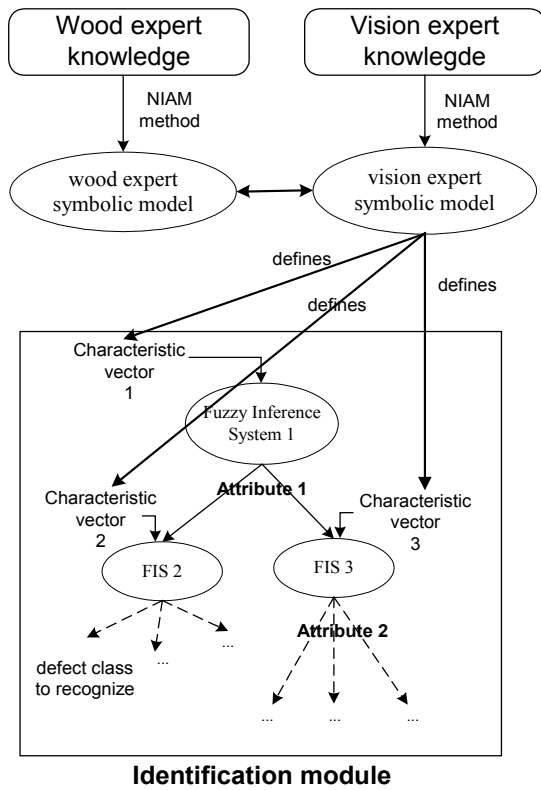 Wood expert
knowledge
Vision expert
knowlegde
NIAM
method
NIAM
method
wood expert
symbolic model
vision expert
symbolic model
defines
defines
defines
Characteristic
vector
1
Fuzzy Inference
System 1
Attribute 1
Characteristic
vector
2
Characteristic
vector
3
FIS 2
FIS 3
Attribute 2
...
...
defect class
to recognize
...
...
...
Identification module